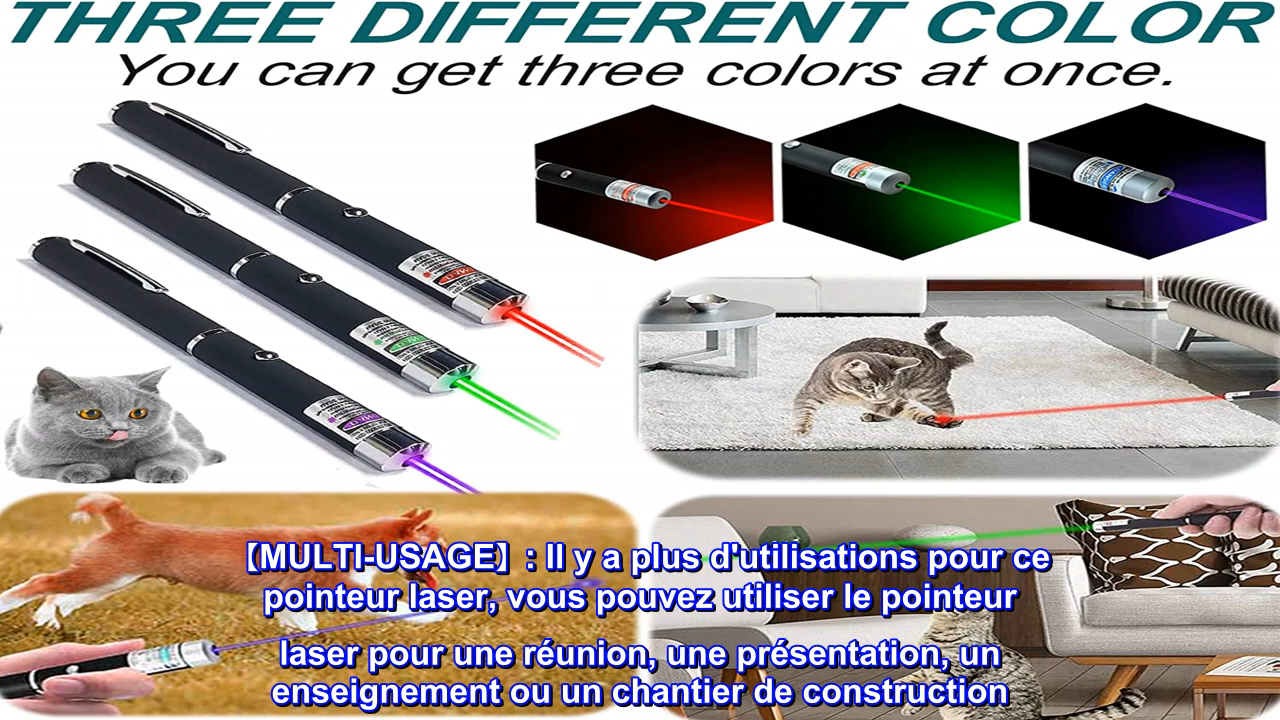 THREE DIFFERENT COLOR
You can get three colors at once.
【MULTI-USAGE】: Il y a plus d'utilisations pour ce
pointeur laser, vous pouvez utiliser le pointeur
laser pour une réunion, une présentation, un
enseignement ou un chantier de construction